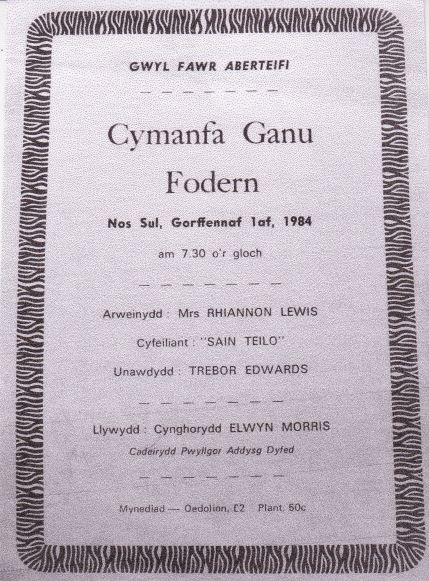 GWYL FAWR ABERTEIFI
Cymanfa Ganu
Fodern
Nos Sul, Gorffennaf 1af, 1984
am 7.30 o'r gloch
Arweinydd : Mrs RHIANNON LEWIS
Cyfeiliant : "SAIN TEILO"
Unawdydd : TREBOR EDWARDS
Llywydd : Cynghorydd ELWYN MORRIS
Cadeirydd Pwyllgor Addysg Dyfed
Mynediad — Oedolion, £2 Plant, 50c